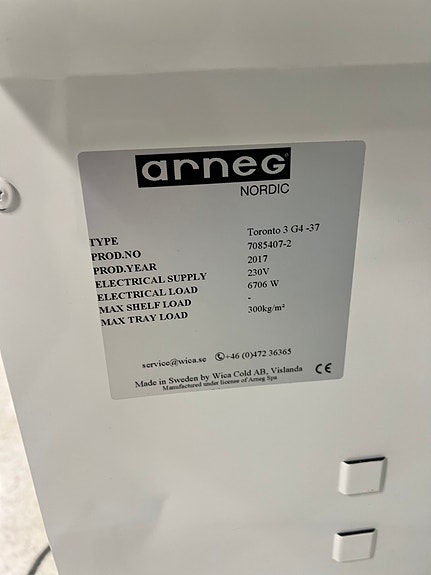 arneg
NORDIC
TYPE Toronto 3 G4 -37
PROD.NO 7085407-2
PROD.YEAR 2017
ELECTRICAL SUPPLY 230V
ELECTRICAL LOAD 6706 W
MAX SHELF LOAD -
MAX TRAY LOAD 300kg/m²
service@wica.se +46 (0)472 36365
Made in Sweden by Wica Cold AB, Vislanda CE
Manufactured under license of Arneg Spa